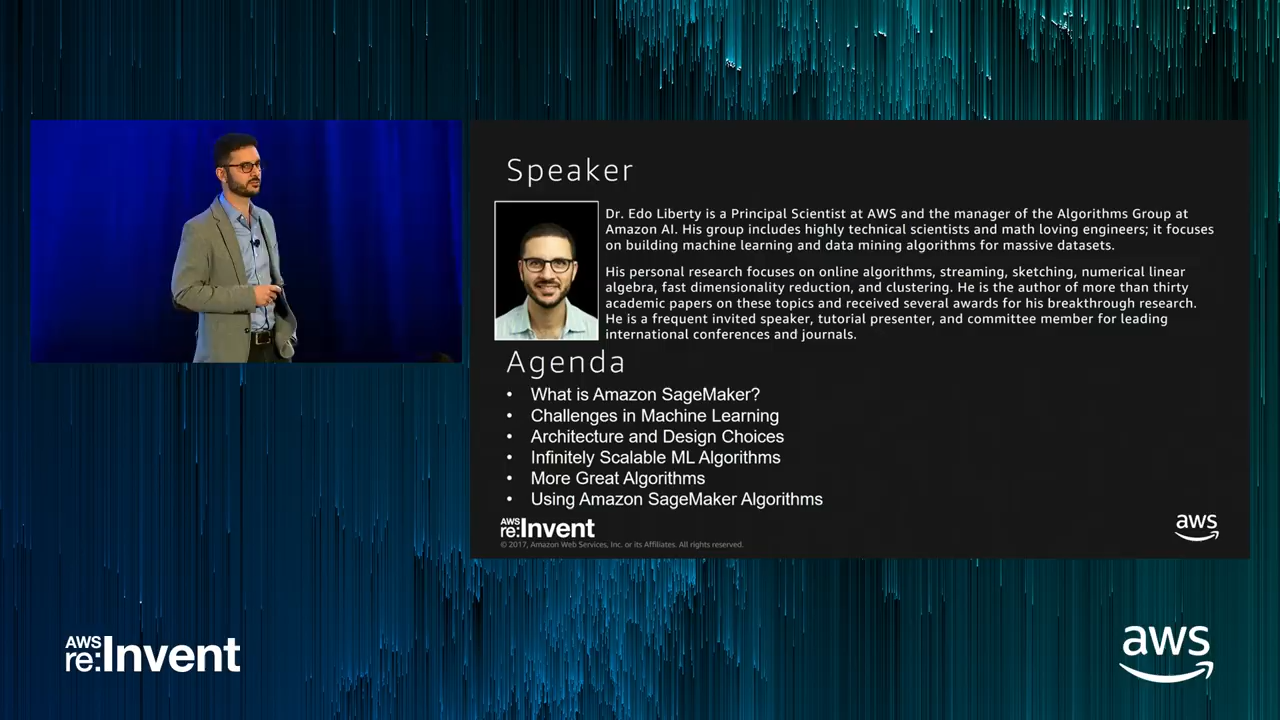 Speaker
Dr. Edo Liberty is a Principal Scientist at AWS and the manager of the Algorithms Group at
Amazon AI. His group includes highly technical scientists and math loving engineers; it focuses
on building machine learning and data mining algorithms for massive datasets.
His personal research focuses on online algorithms, streaming, sketching, numerical linear
algebra, fast dimensionality reduction, and clustering. He is the author of more than thirty
academic papers on these topics and received several awards for his breakthrough research.
He is a frequent invited speaker, tutorial presenter, and committee member for leading
international conferences and journals.
Agenda
• What is Amazon SageMaker?
• Challenges in Machine Learning
• Architecture and Design Choices
• Infinitely Scalable ML Algorithms
• More Great Algorithms
• Using Amazon SageMaker Algorithms
AWS
re:Invent
© 2017, Amazon Web Services, Inc. or its Affiliates. All rights reserved.
aws
AWS
re:Invent
aws